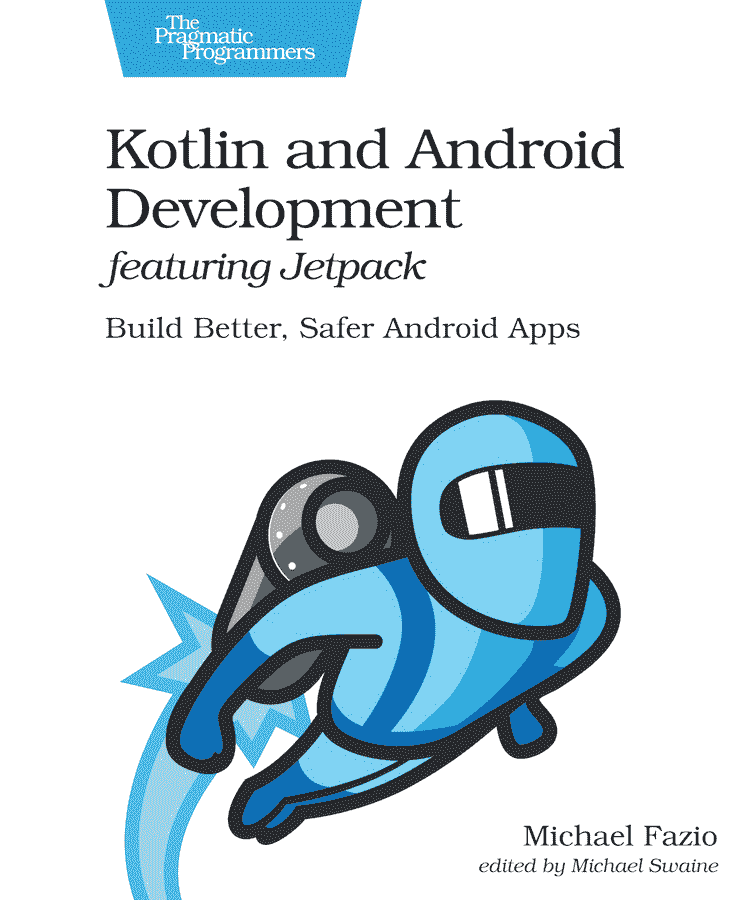 The
Pragmatic
Programmers
Kotlin and Android
Development
featuring Jetpack
Build Better, Safer Android Apps
Michael Fazio
edited by Michael Swaine